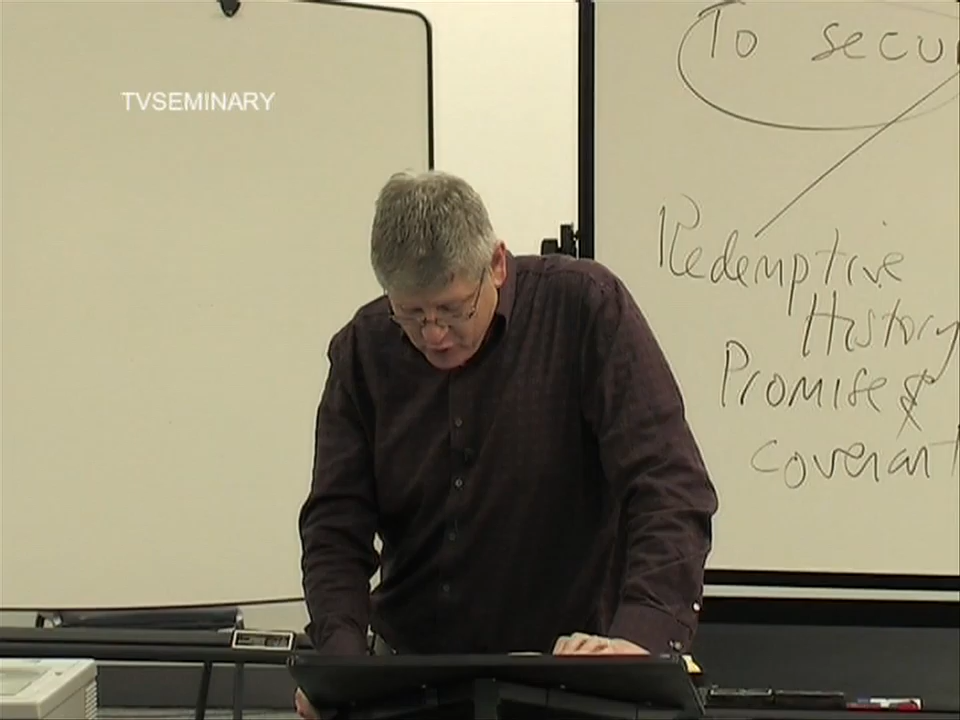 TVSEMINARY
To secu
Redemptive
History
Promise &
covenant